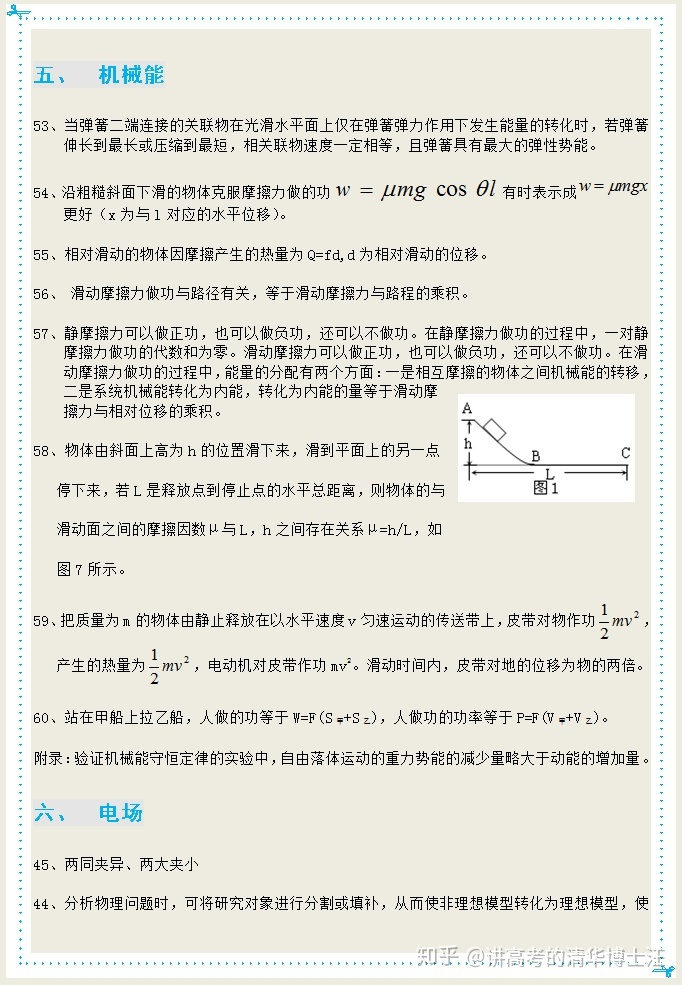 五、 机械能
53、当弹簧二端连接的关联物在光滑水平面上仅在弹簧弹力作用下发生能量的转化时，若弹簧
伸长到最长或压缩到最短，相关联物速度一定相等，且弹簧具有最大的弹性势能。
54、沿粗糙斜面下滑的物体克服摩擦力做的功 w = μmg cos θl 有时表示成 w = μmgx
更好（x 为与 l 对应的水平位移）。
55、相对滑动的物体因摩擦产生的热量为 Q=fd, d 为相对滑动的位移。
56、 滑动摩擦力做功与路径有关，等于滑动摩擦力与路程的乘积。
57、静摩擦力可以做正功，也可以做负功，还可以不做功。在静摩擦力做功的过程中，一对静
摩擦力做功的代数和为零。滑动摩擦力可以做正功，也可以做负功，还可以不做功。在滑
动摩擦力做功的过程中，能量的分配有两个方面：一是相互摩擦的物体之间机械能的转移，
二是系统机械能转化为内能，转化为内能的量等于滑动摩
擦力与相对位移的乘积。
A
h
B
C
L
图1
58、物体由斜面上高为 h 的位置滑下来，滑到平面上的另一点
停下来，若 L 是释放点到停止点的水平总距离，则物体的与
滑动面之间的摩擦因数 μ 与 L，h 之间存在关系 μ=h/L，如
图 7 所示。
59、把质量为 m 的物体由静止释放在以水平速度 v 匀速运动的传送带上，皮带对物作功 1/2 mv²，
产生的热量为 1/2 mv²，电动机对皮带作功 mv²。滑动时间内，皮带对地的位移为物的两倍。
60、站在甲船上拉乙船，人做的功等于 W=F(S甲+S乙)，人做功的功率等于 P=F(V甲+V乙)。
附录：验证机械能守恒定律的实验中，自由落体运动的重力势能的减少量略大于动能的增加量。
六、 电场
45、两同夹异、两大夹小
44、分析物理问题时，可将研究对象进行分割或填补，从而使非理想模型转化为理想模型，使
知乎 @讲高考的清华博士汪